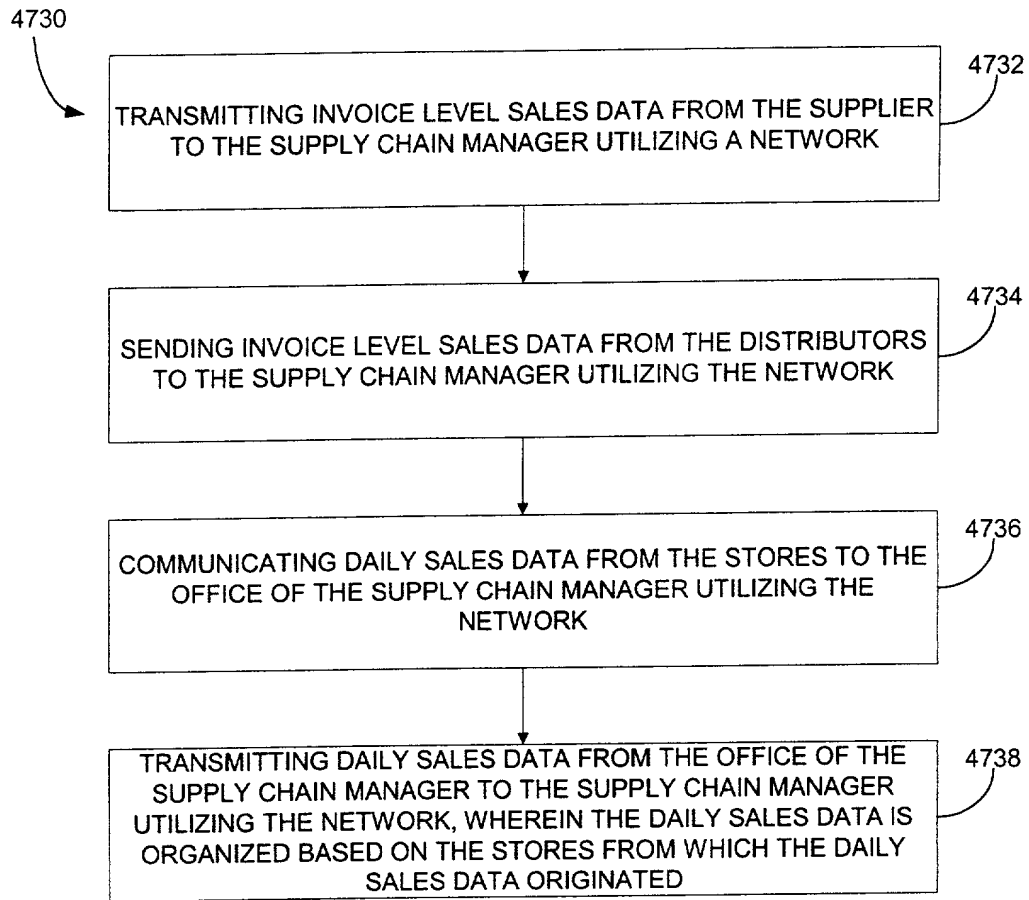 4730
4732
TRANSMITTING INVOICE LEVEL SALES DATA FROM THE SUPPLIER
TO THE SUPPLY CHAIN MANAGER UTILIZING A NETWORK
4734
SENDING INVOICE LEVEL SALES DATA FROM THE DISTRIBUTORS
TO THE SUPPLY CHAIN MANAGER UTILIZING THE NETWORK
4736
COMMUNICATING DAILY SALES DATA FROM THE STORES TO THE
OFFICE OF THE SUPPLY CHAIN MANAGER UTILIZING THE
NETWORK
4738
TRANSMITTING DAILY SALES DATA FROM THE OFFICE OF THE
SUPPLY CHAIN MANAGER TO THE SUPPLY CHAIN MANAGER
UTILIZING THE NETWORK, WHEREIN THE DAILY SALES DATA IS
ORGANIZED BASED ON THE STORES FROM WHICH THE DAILY
SALES DATA ORIGINATED